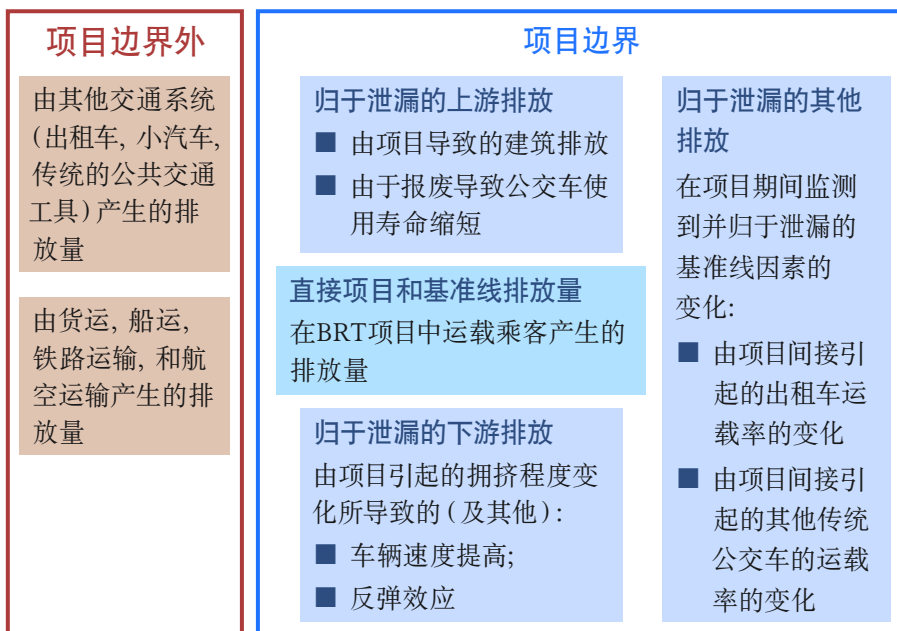 项目边界外
由其他交通系统
(出租车, 小汽车,
传统的公共交通
工具) 产生的排
放量
由货运, 船运,
铁路运输, 和航
空运输产生的排
放量
项目边界
归于泄漏的上游排放
■ 由项目导致的建筑排放
■ 由于报废导致公交车使
用寿命缩短
直接项目和基准线排放量
在BRT项目中运载乘客产生的
排放量
归于泄漏的下游排放
由项目引起的拥挤程度变
化所导致的 (及其他) :
■ 车辆速度提高;
■ 反弹效应
归于泄漏的其他
排放
在项目期间监测
到并归于泄漏的
基准线因素的
变化:
■ 由项目间接引
起的出租车运
载率的变化
■ 由项目间接引
起的其他传统
公交车的运载
率的变化